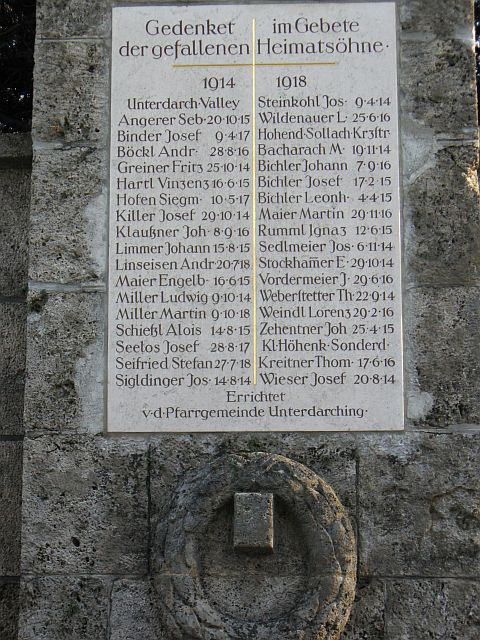 Gedenket im Gebete
der gefallenen Heimatsöhne·
1914 1918
Unterdarch·Valley
Angerer Seb·20·10·15
Binder Josef 9·4·17
Böckl Andr· 28·8·16
Greiner Fritz 25·10·14
Hartl Vinzenz 16·6·15
Hofen Siegm· 10·5·17
Killer Josef 29·10·14
Klaußner Joh·8·9·16
Limmer Johann 15·8·15
Linseisen Andr·20·7·18
Maier Engelb· 16·6·15
Miller Ludwig 9·10·14
Miller Martin 9·10·18
Schießl Alois 14·8·15
Seelos Josef 28·8·17
Seifried Stefan 27·7·18
Sigldinger Jos·14·8·14
Steinkohl Jos· 9·4·14
Wildenauer L· 25·6·16
Hohend·Sollach·Krzstr
Bacharach M· 19·11·14
Bichler Johann 7·9·16
Bichler Josef 17·2·15
Bichler Leonh· 4·4·15
Maier Martin 29·11·16
Rumml Ignaz 12·6·15
Sedlmeier Jos·6·11·14
Stockham̄er E·29·10·14
Vordermeier J· 29·6·16
Weberstetter Th·22·9·14
Weindl Lorenz 29·2·16
Zehentner Joh 25·4·15
Kl·Höhenk·Sonderd·
Kreitner Thom· 17·6·16
Wieser Josef 20·8·14
Errichtet
v·d·Pfarrgemeinde Unterdarching·